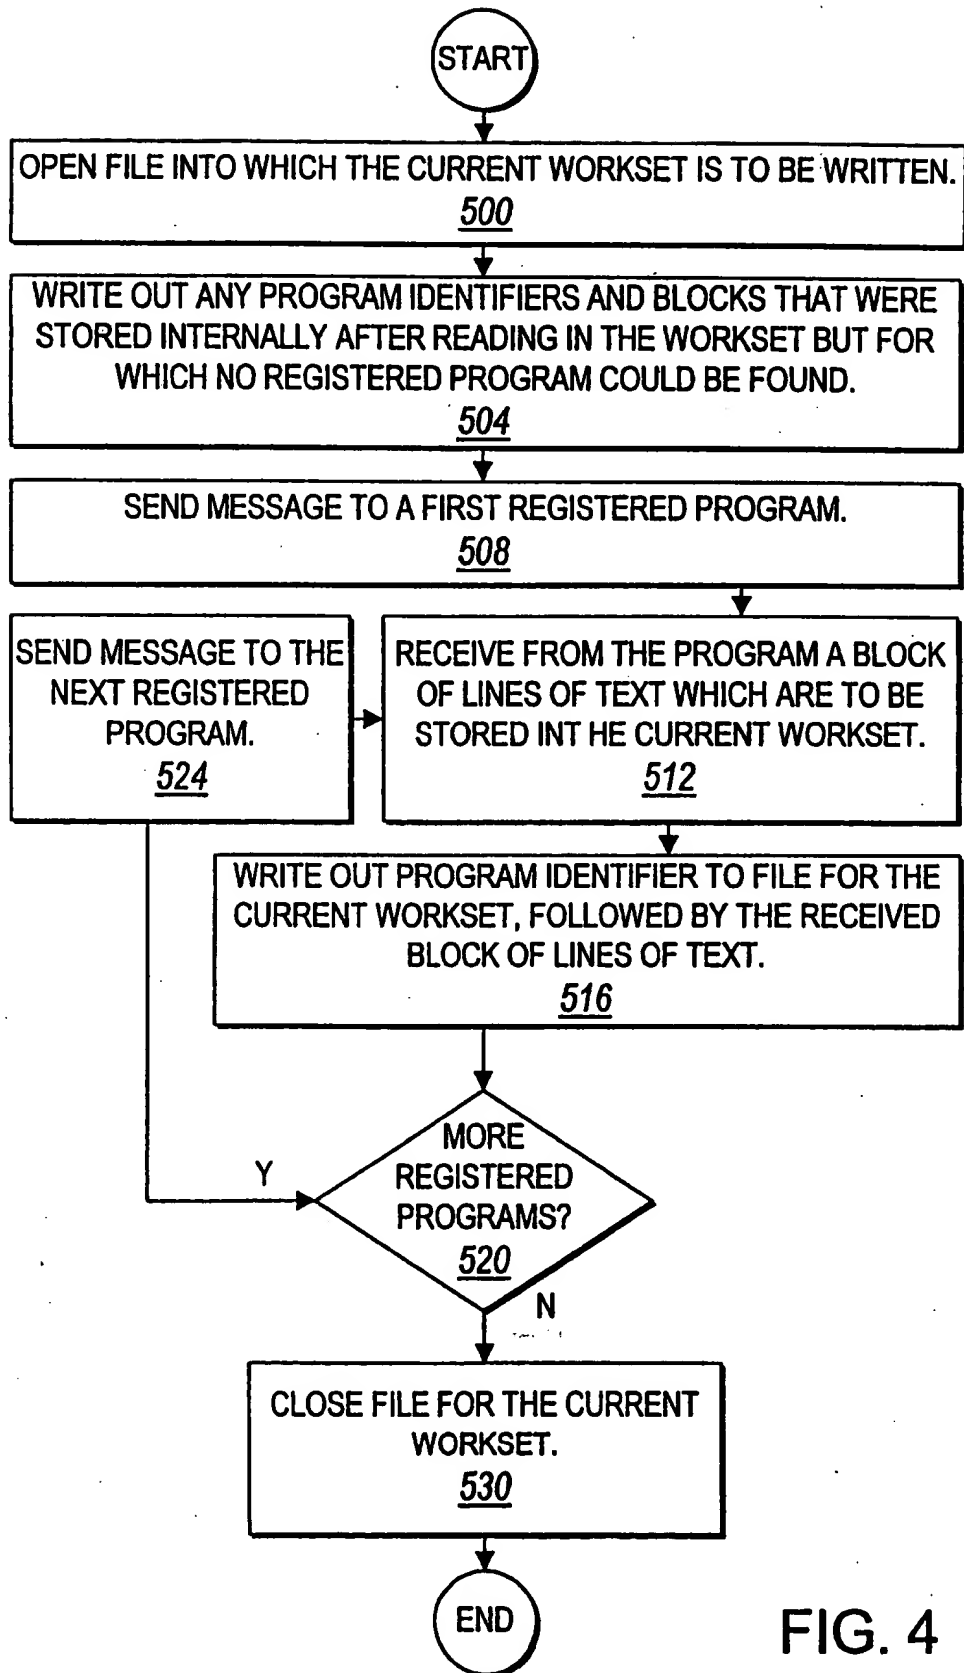 START
OPEN FILE INTO WHICH THE CURRENT WORKSET IS TO BE WRITTEN.
500
WRITE OUT ANY PROGRAM IDENTIFIERS AND BLOCKS THAT WERE
STORED INTERNALLY AFTER READING IN THE WORKSET BUT FOR
WHICH NO REGISTERED PROGRAM COULD BE FOUND.
504
SEND MESSAGE TO A FIRST REGISTERED PROGRAM.
508
SEND MESSAGE TO THE
NEXT REGISTERED
PROGRAM.
524
RECEIVE FROM THE PROGRAM A BLOCK
OF LINES OF TEXT WHICH ARE TO BE
STORED INT HE CURRENT WORKSET.
512
WRITE OUT PROGRAM IDENTIFIER TO FILE FOR THE
CURRENT WORKSET, FOLLOWED BY THE RECEIVED
BLOCK OF LINES OF TEXT.
516
MORE
REGISTERED
PROGRAMS?
520
Y
N
CLOSE FILE FOR THE CURRENT
WORKSET.
530
END
FIG. 4